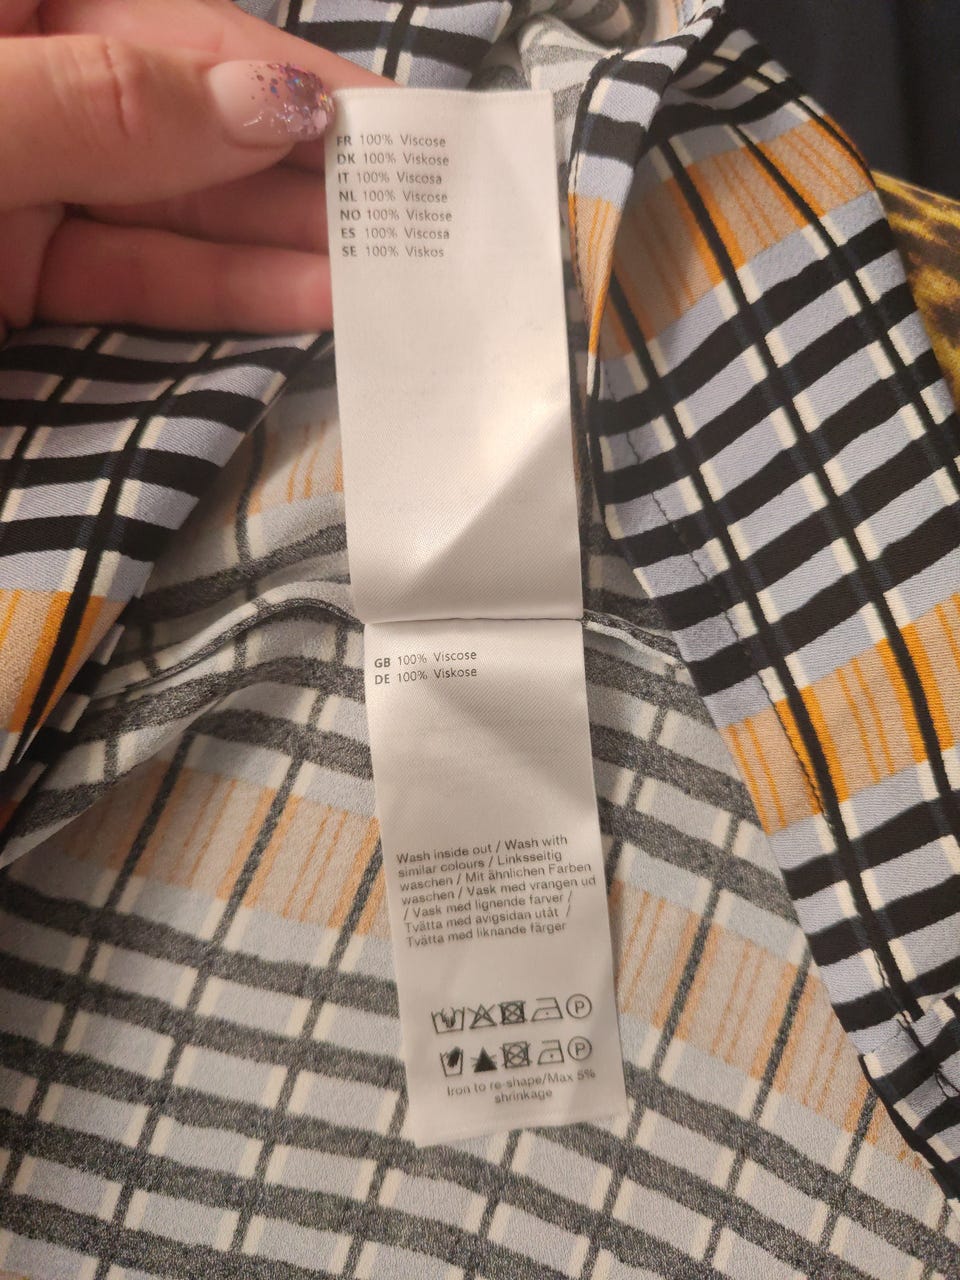 FR 100% Viscose
DK 100% Viskose
IT 100% Viscosa
NL 100% Viscose
NO 100% Viskose
ES 100% Viscosa
SE 100% Viskos
GB 100% Viscose
DE 100% Viskose
Wash inside out / Wash with
similar colours / Linksseitig
waschen / Mit ähnlichen Farben
waschen / Vask med vrangen ud
/ Vask med lignende farver /
Tvätta med avigsidan utåt /
Tvätta med liknande färger
P
P
Iron to re-shape/Max 5%
shrinkage